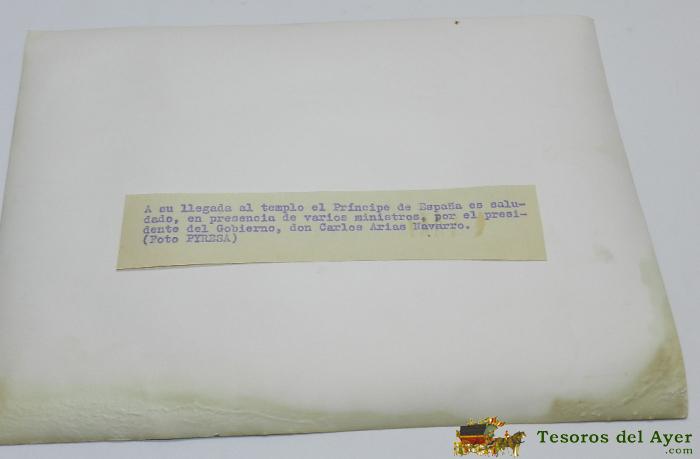 A su llegada al templo el Príncipe de España es salu-
dado, en presencia de varios ministros, por el presi-
dente del Gobierno, don Carlos Arias Navarro.
(Foto PYRESA)
Tesoros del Ayer
.com